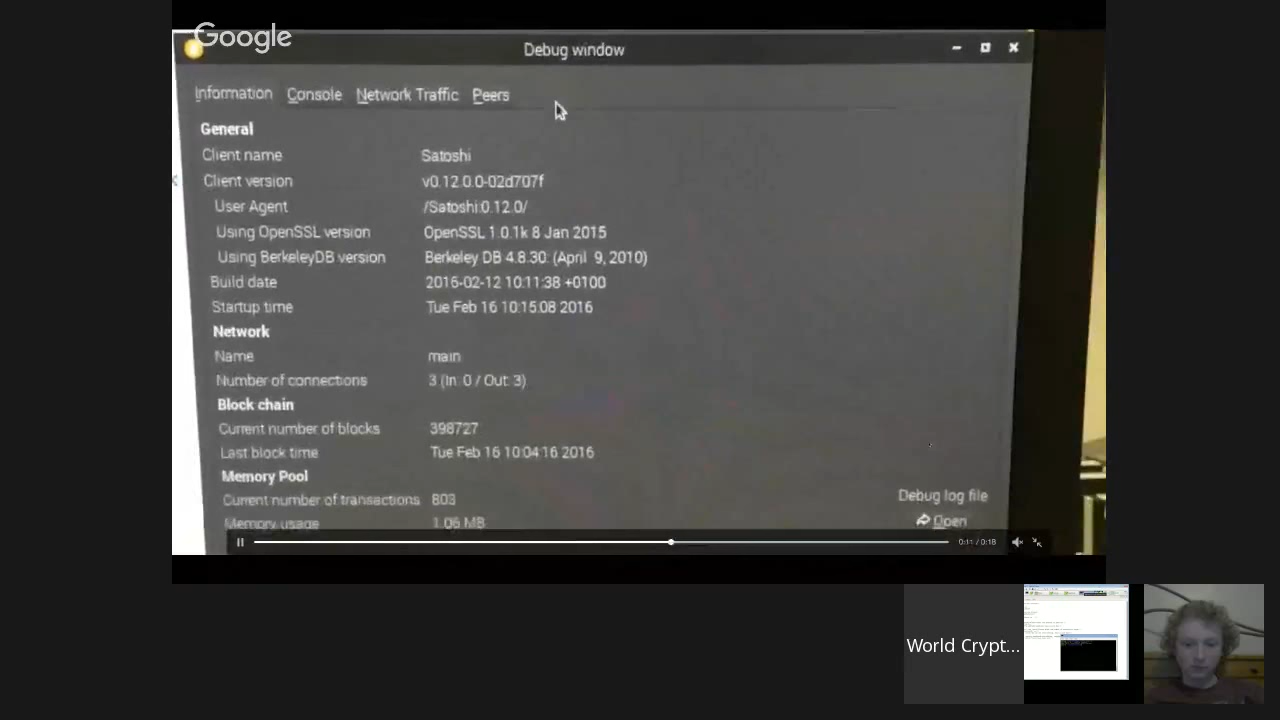 Google
Debug window
Information Console Network Traffic Peers
General
Client name Satoshi
Client version v0.12.0.0-02d707f
User Agent /Satoshi:0.12.0/
Using OpenSSL version OpenSSL 1.0.1k 8 Jan 2015
Using BerkeleyDB version Berkeley DB 4.8.30: (April 9, 2010)
Build date 2016-02-12 10:11:38 +0100
Startup time Tue Feb 16 10:15:08 2016
Network
Name main
Number of connections 3 (In: 0 / Out: 3)
Block chain
Current number of blocks 398727
Last block time Tue Feb 16 10:04:16 2016
Memory Pool
Current number of transactions 803
Memory usage 1.06 MB
Debug log file
Open
0:11 / 0:18
World Crypt...